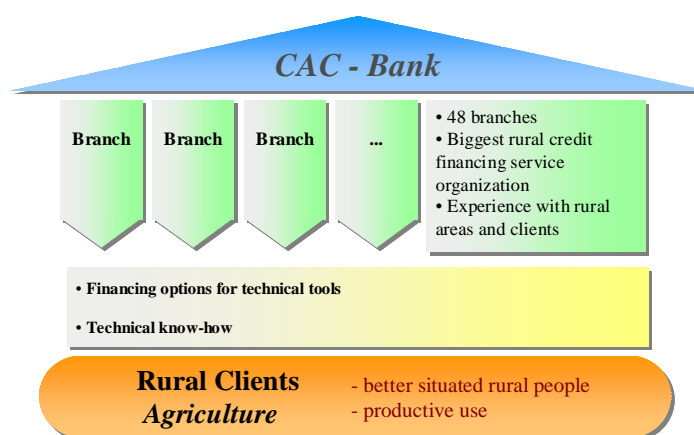 CAC - Bank
Branch
Branch
Branch
...
• 48 branches
• Biggest rural credit
financing service
organization
• Experience with rural
areas and clients
• Financing options for technical tools
• Technical know-how
Rural Clients
Agriculture
- better situated rural people
- productive use